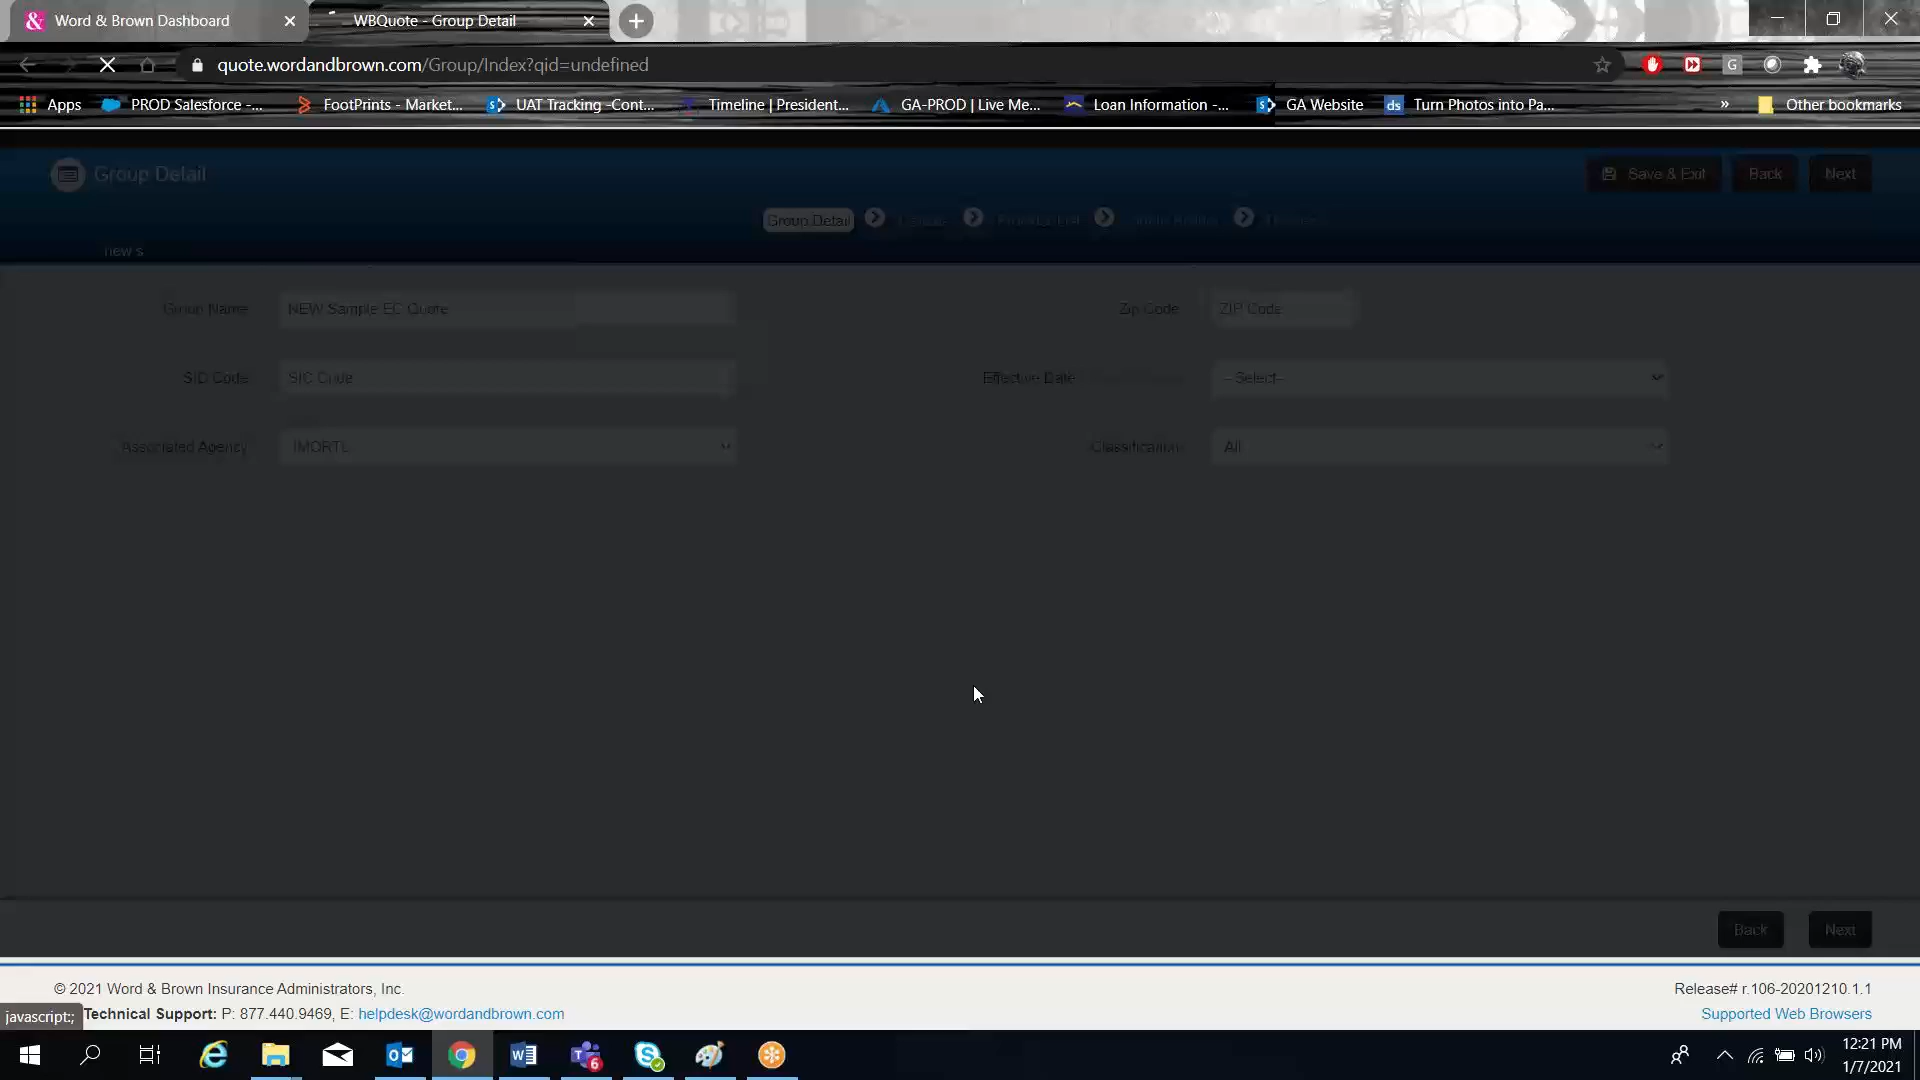 Word & Brown Dashboard
WBQuote - Group Detail
quote.wordandbrown.com/Group/Index?qid=undefined
G
Apps
PROD Salesforce -...
FootPrints - Market...
UAT Tracking -Cont...
Timeline | President...
GA-PROD | Live Me...
Loan Information -...
GA Website
ds
Turn Photos into Pa...
»
Other bookmarks
Group Detail
Save & Exit
Back
Next
Group Detail
new s
Group Name
NEW Sample EC Quote
Zip Code
ZIP Code
SIC Code
SIC Code
Effective Date
-- Select--
Associated Agency
IMORTL
Classification
All
Back
Next
© 2021 Word & Brown Insurance Administrators, Inc.
Release# r.106-20201210.1.1
javascript:;
Technical Support: P: 877.440.9469, E: helpdesk@wordandbrown.com
Supported Web Browsers
6
12:21 PM
1/7/2021